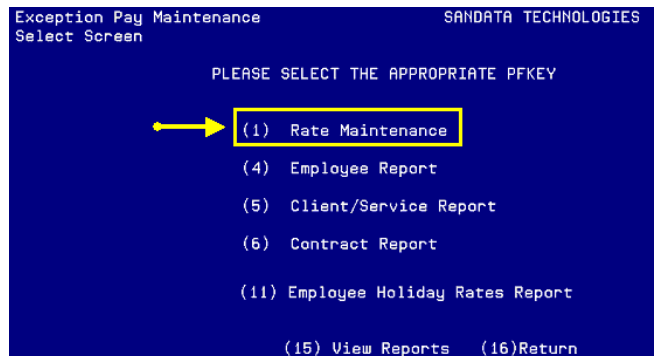 Exception Pay Maintenance SANDATA TECHNOLOGIES
Select Screen
PLEASE SELECT THE APPROPRIATE PFKEY
(1) Rate Maintenance
(4) Employee Report
(5) Client/Service Report
(6) Contract Report
(11) Employee Holiday Rates Report
(15) View Reports (16)Return